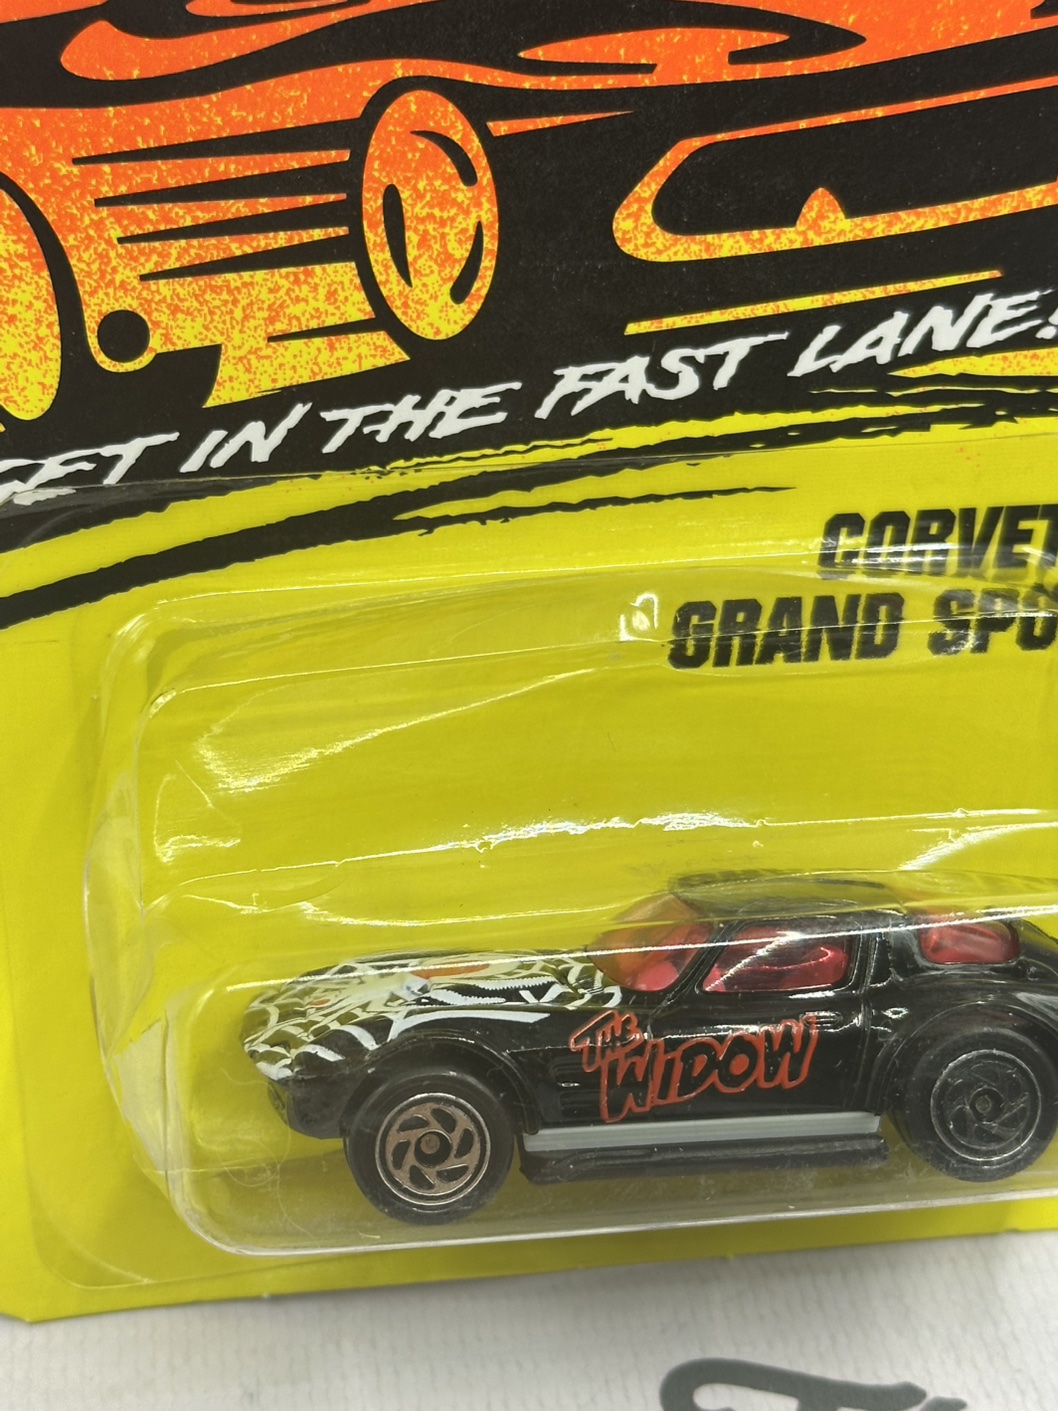 GET IN THE FAST LANE!
CORVET
GRAND SPO
THE
WIDOW